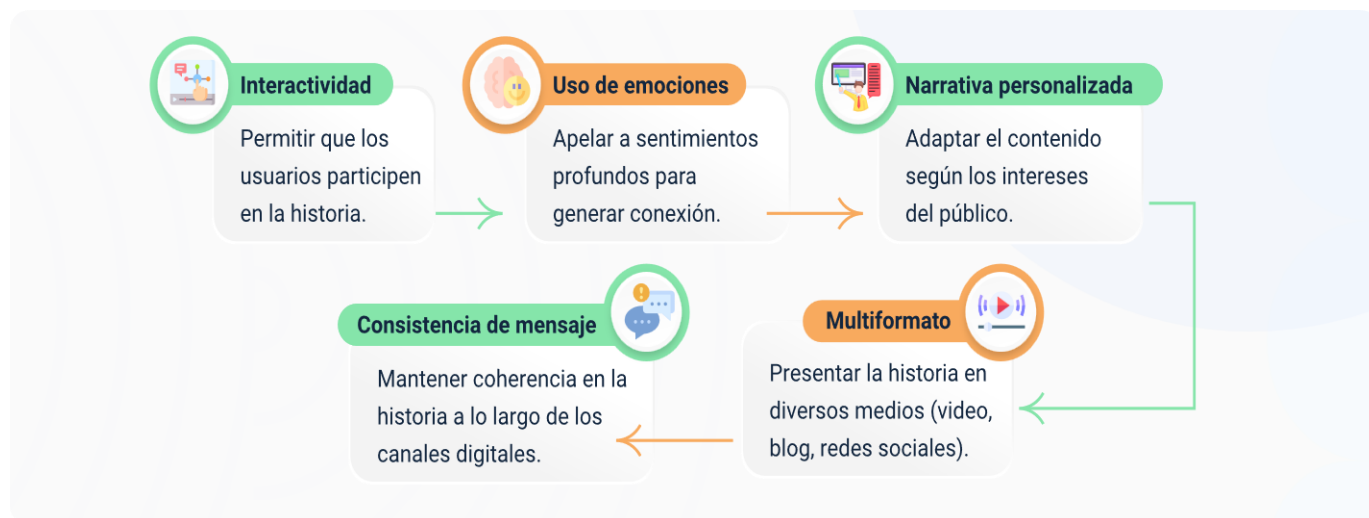 Interactividad
Permitir que los
usuarios participen
en la historia.
Uso de emociones
Apelar a sentimientos
profundos para
generar conexión.
Narrativa personalizada
Adaptar el contenido
según los intereses
del público.
Multiformato
Presentar la historia en
diversos medios (video,
blog, redes sociales).
Consistencia de mensaje
Mantener coherencia en la
historia a lo largo de los
canales digitales.